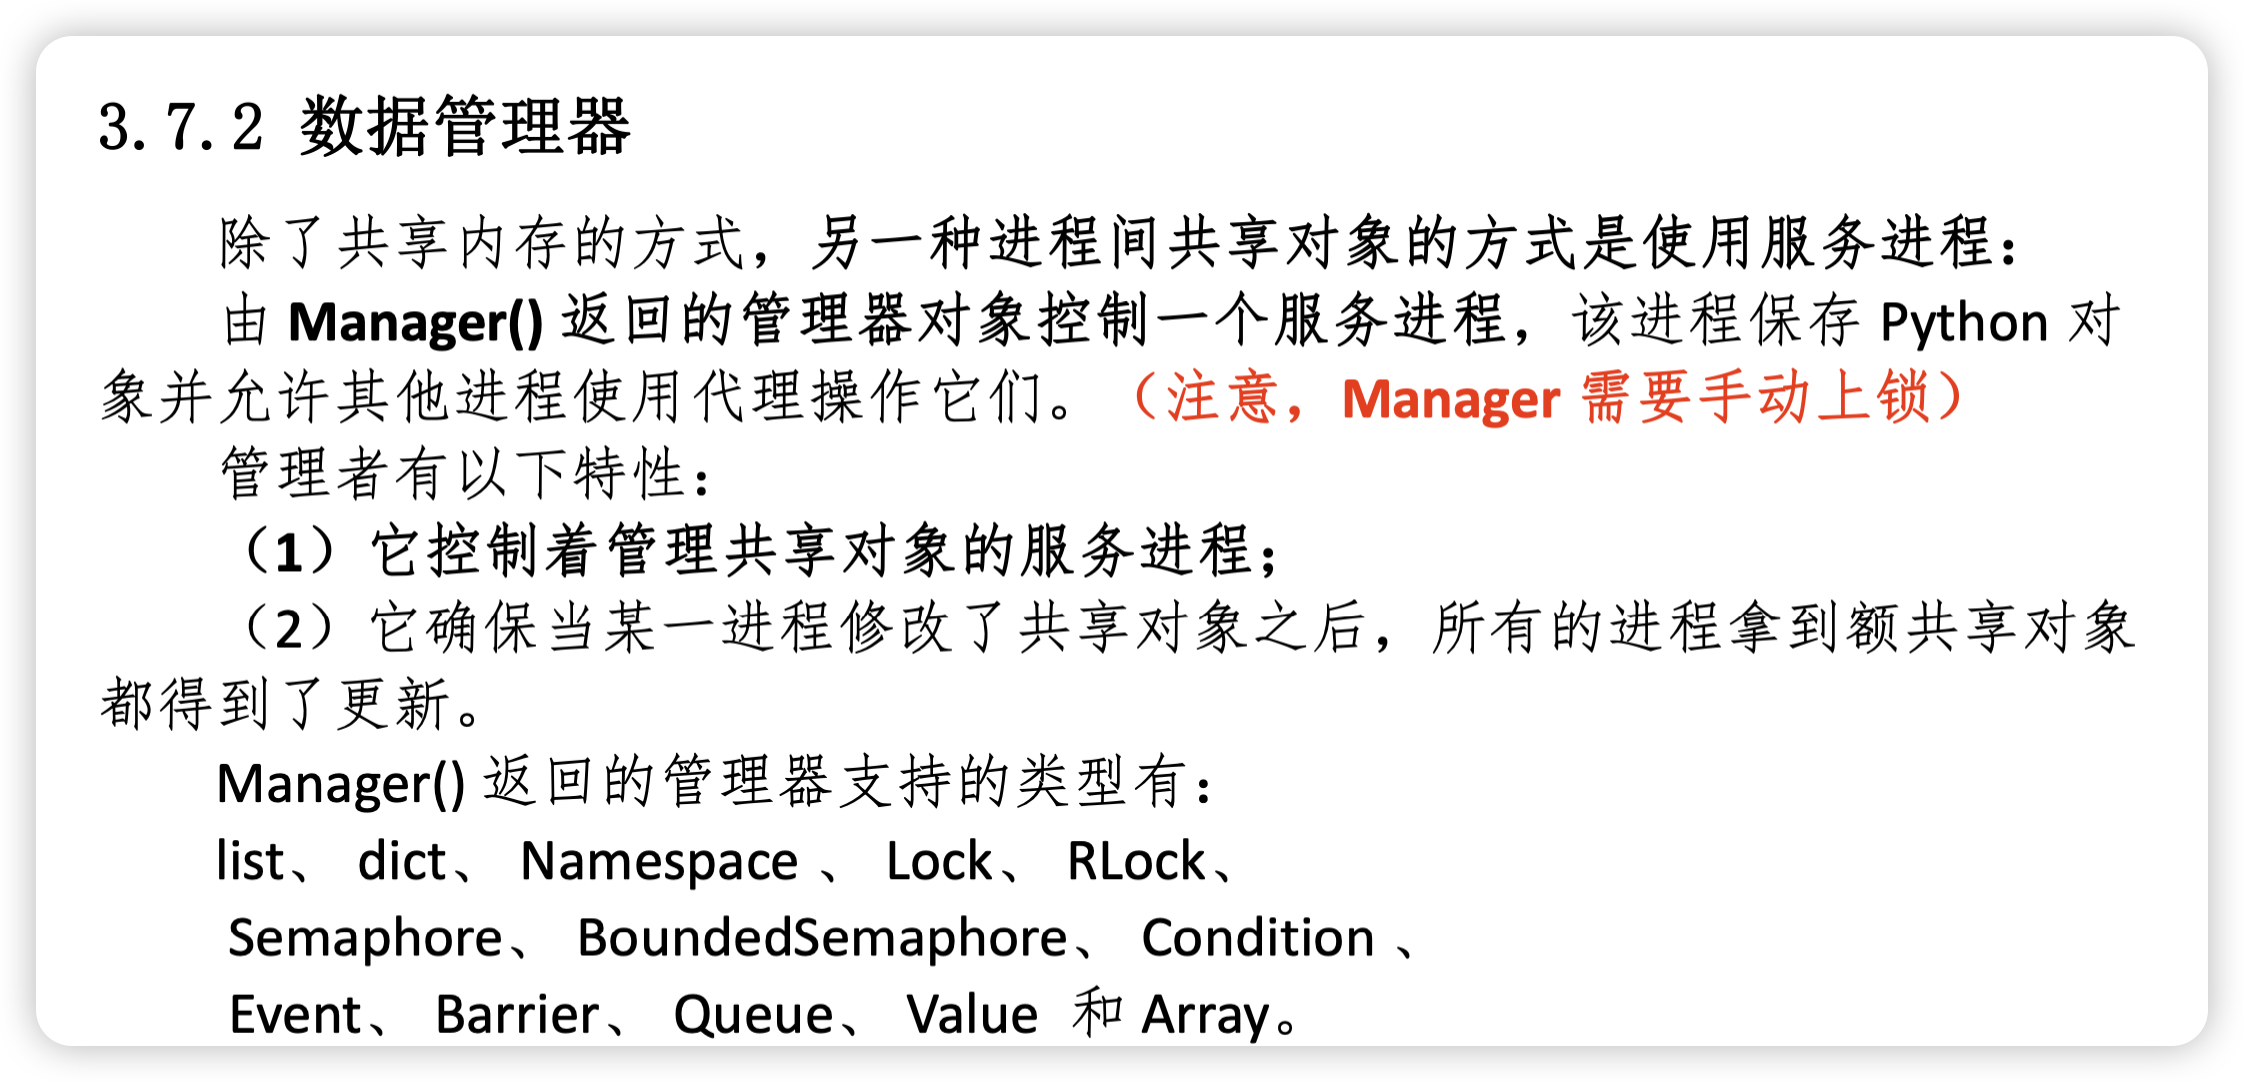 3.7.2 数据管理器
除了共享内存的方式，另一种进程间共享对象的方式是使用服务进程：
由 Manager() 返回的管理器对象控制一个服务进程，该进程保存 Python 对
象并允许其他进程使用代理操作它们。（注意，Manager 需要手动上锁）
管理者有以下特性：
（1）它控制着管理共享对象的服务进程；
（2）它确保当某一进程修改了共享对象之后，所有的进程拿到额共享对象
都得到了更新。
Manager() 返回的管理器支持的类型有：
list、 dict、 Namespace 、 Lock、 RLock、
Semaphore、 BoundedSemaphore、 Condition 、
Event、 Barrier、 Queue、 Value 和 Array。